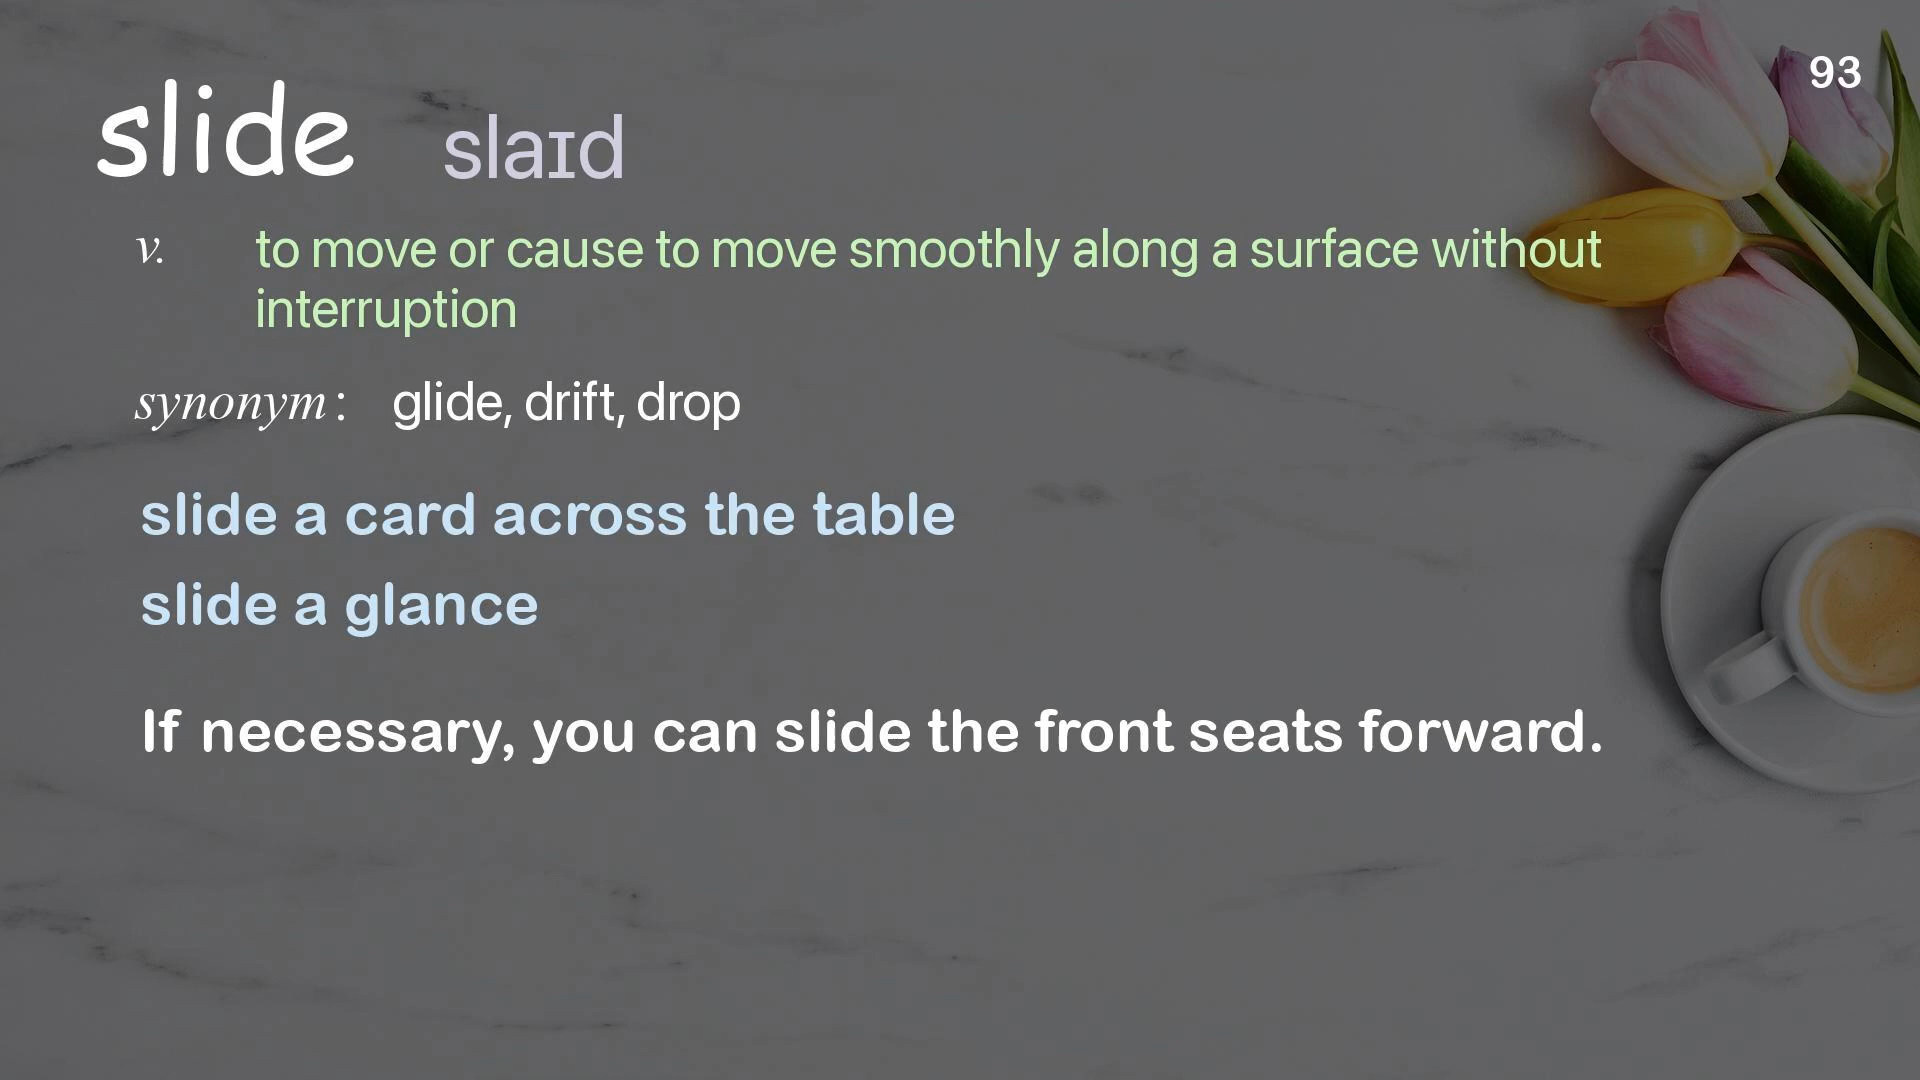 93
slide slaɪd
v. to move or cause to move smoothly along a surface without
interruption
synonym: glide, drift, drop
slide a card across the table
slide a glance
If necessary, you can slide the front seats forward.